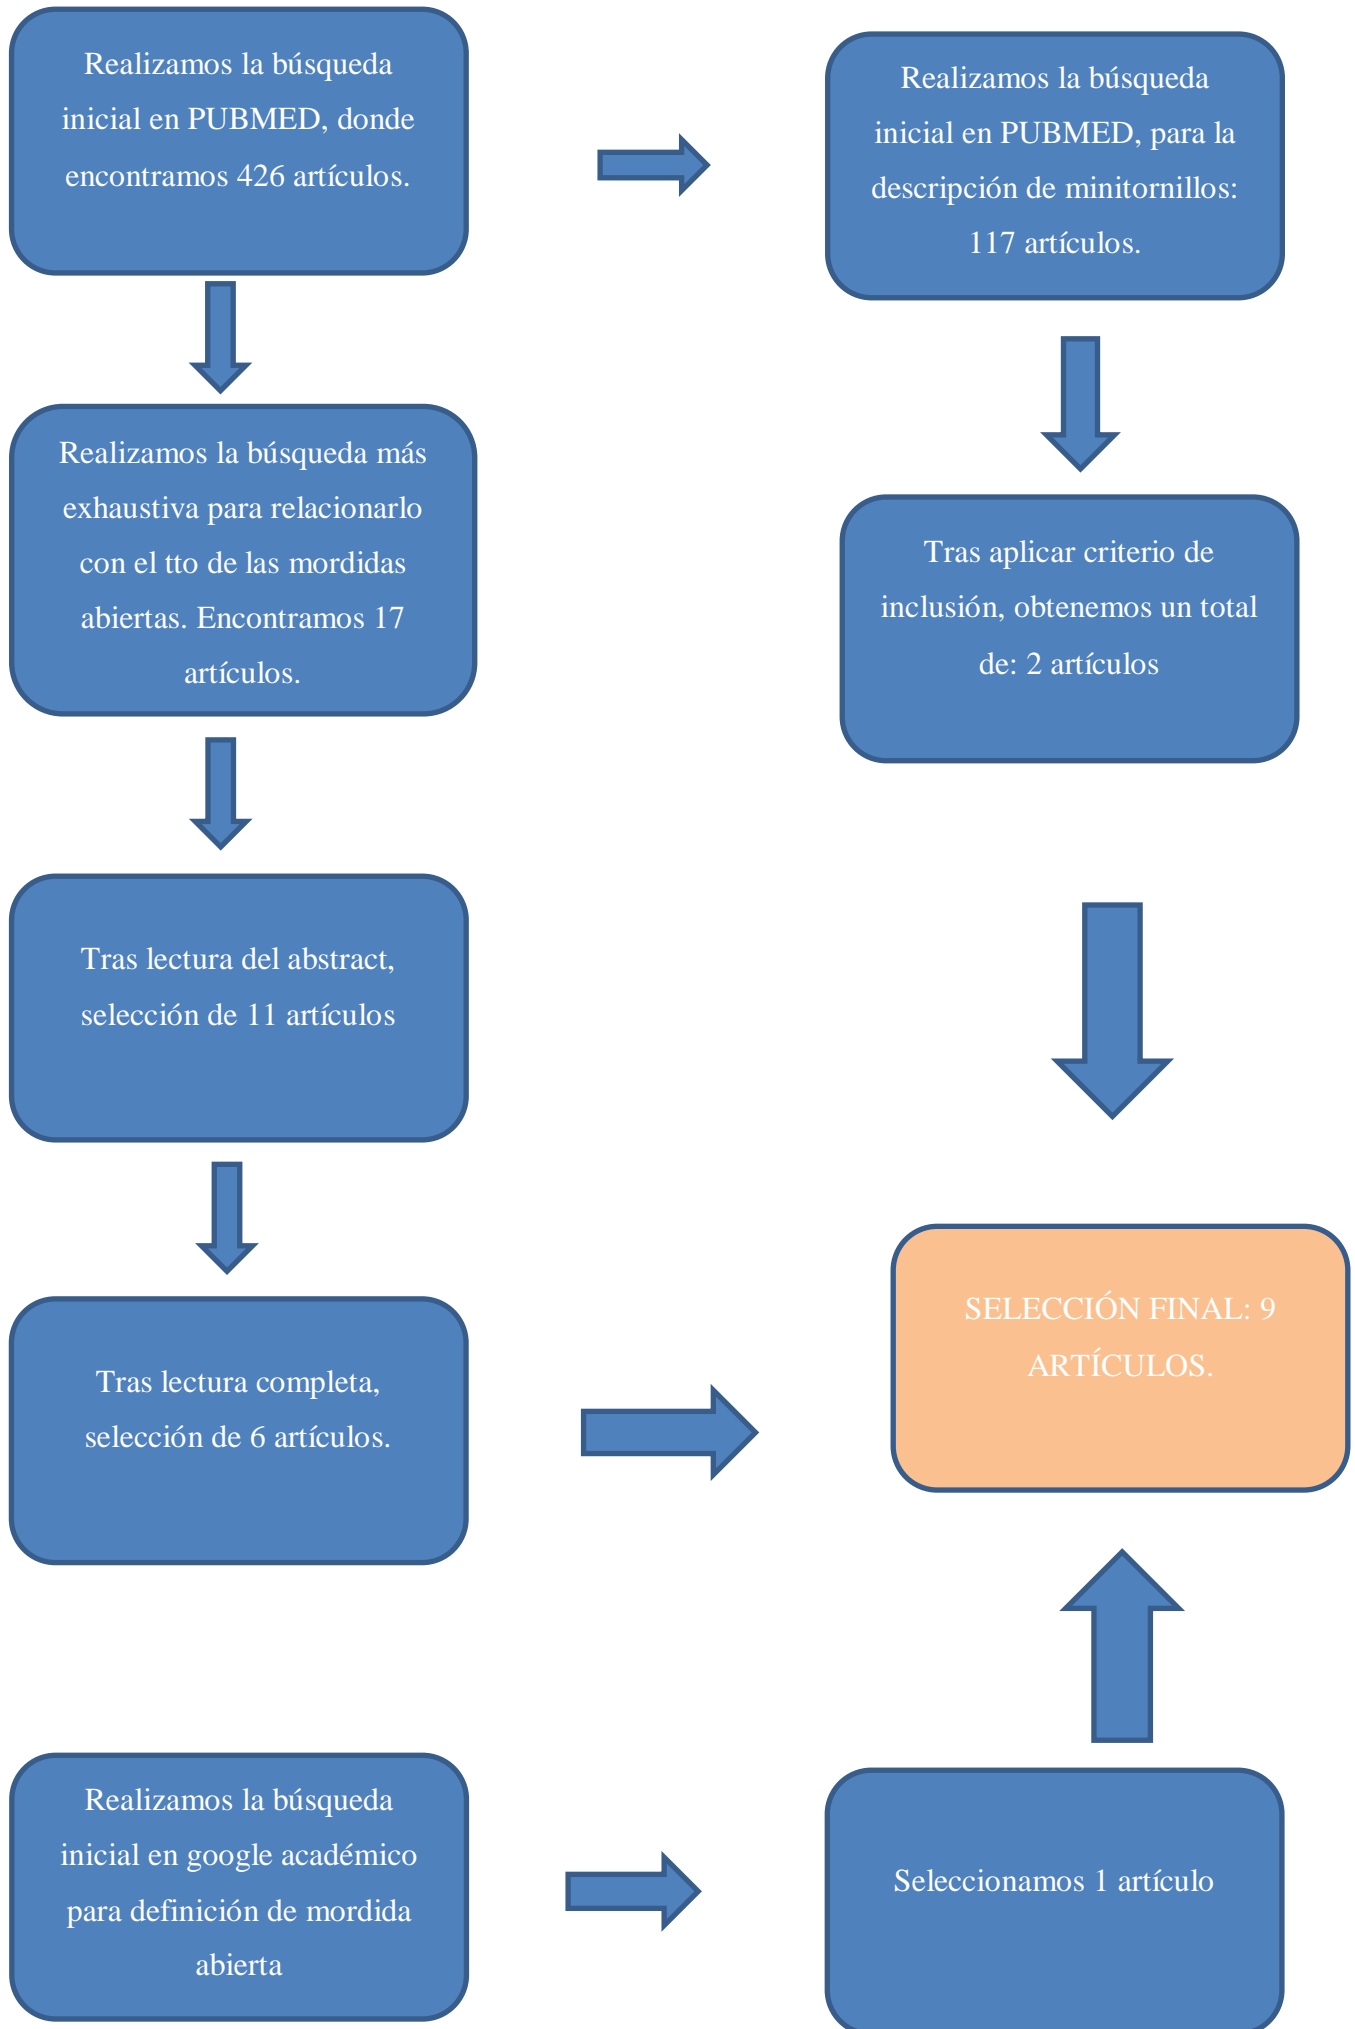 Realizamos la búsqueda
inicial en PUBMED, donde
encontramos 426 artículos.
Realizamos la búsqueda
inicial en PUBMED, para la
descripción de minitornillos:
117 artículos.
Realizamos la búsqueda más
exhaustiva para relacionarlo
con el tto de las mordidas
abiertas. Encontramos 17
artículos.
Tras aplicar criterio de
inclusión, obtenemos un total
de: 2 artículos
Tras lectura del abstract,
selección de 11 artículos
Tras lectura completa,
selección de 6 artículos.
SELECCIÓN FINAL: 9
ARTÍCULOS.
Realizamos la búsqueda
inicial en google académico
para definición de mordida
abierta
Seleccionamos 1 artículo